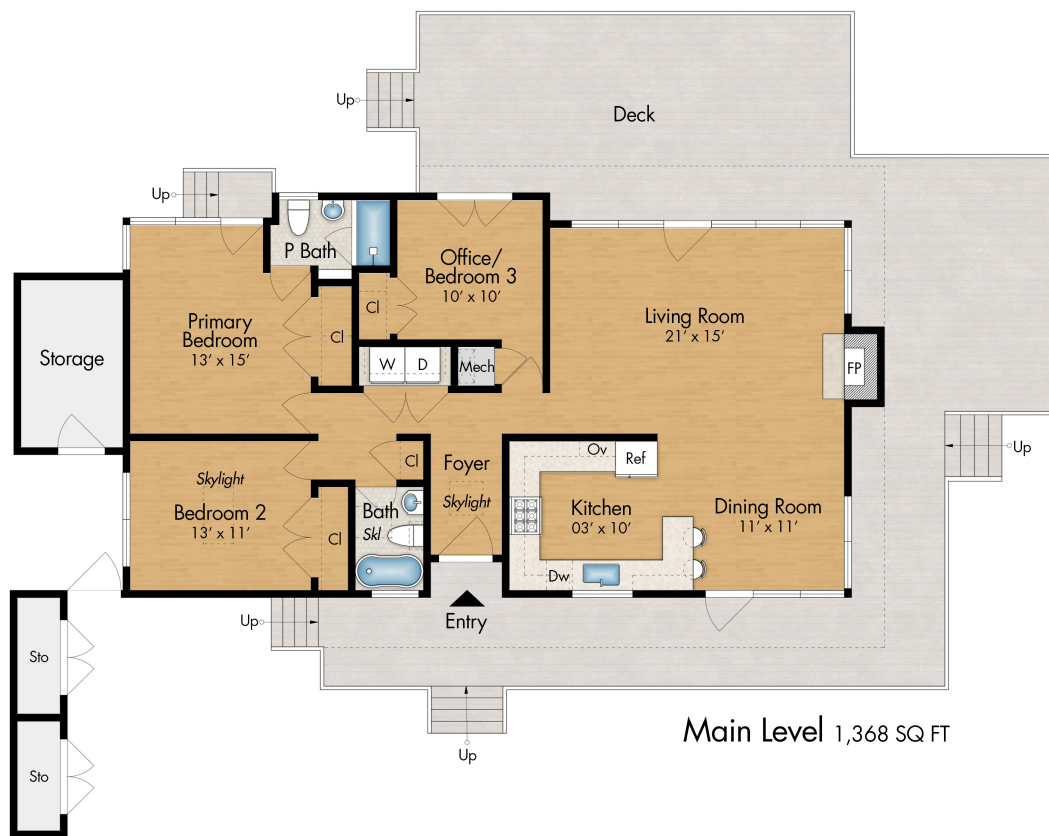 Deck
Up
Up
P Bath
Office/
Bedroom 3
10’ x 10’
Cl
Primary
Bedroom
13’ x 15’
Cl
Living Room
21’ x 15’
Storage
W
D
Mech
FP
Up
Cl
Foyer
Skylight
Ov
Ref
Skylight
Bedroom 2
13’ x 11’
Cl
Bath
Skl
Kitchen
03’ x 10’
Dining Room
11’ x 11’
Dw
Up
Entry
Sto
Up
Main Level 1,368 SQ FT
Sto